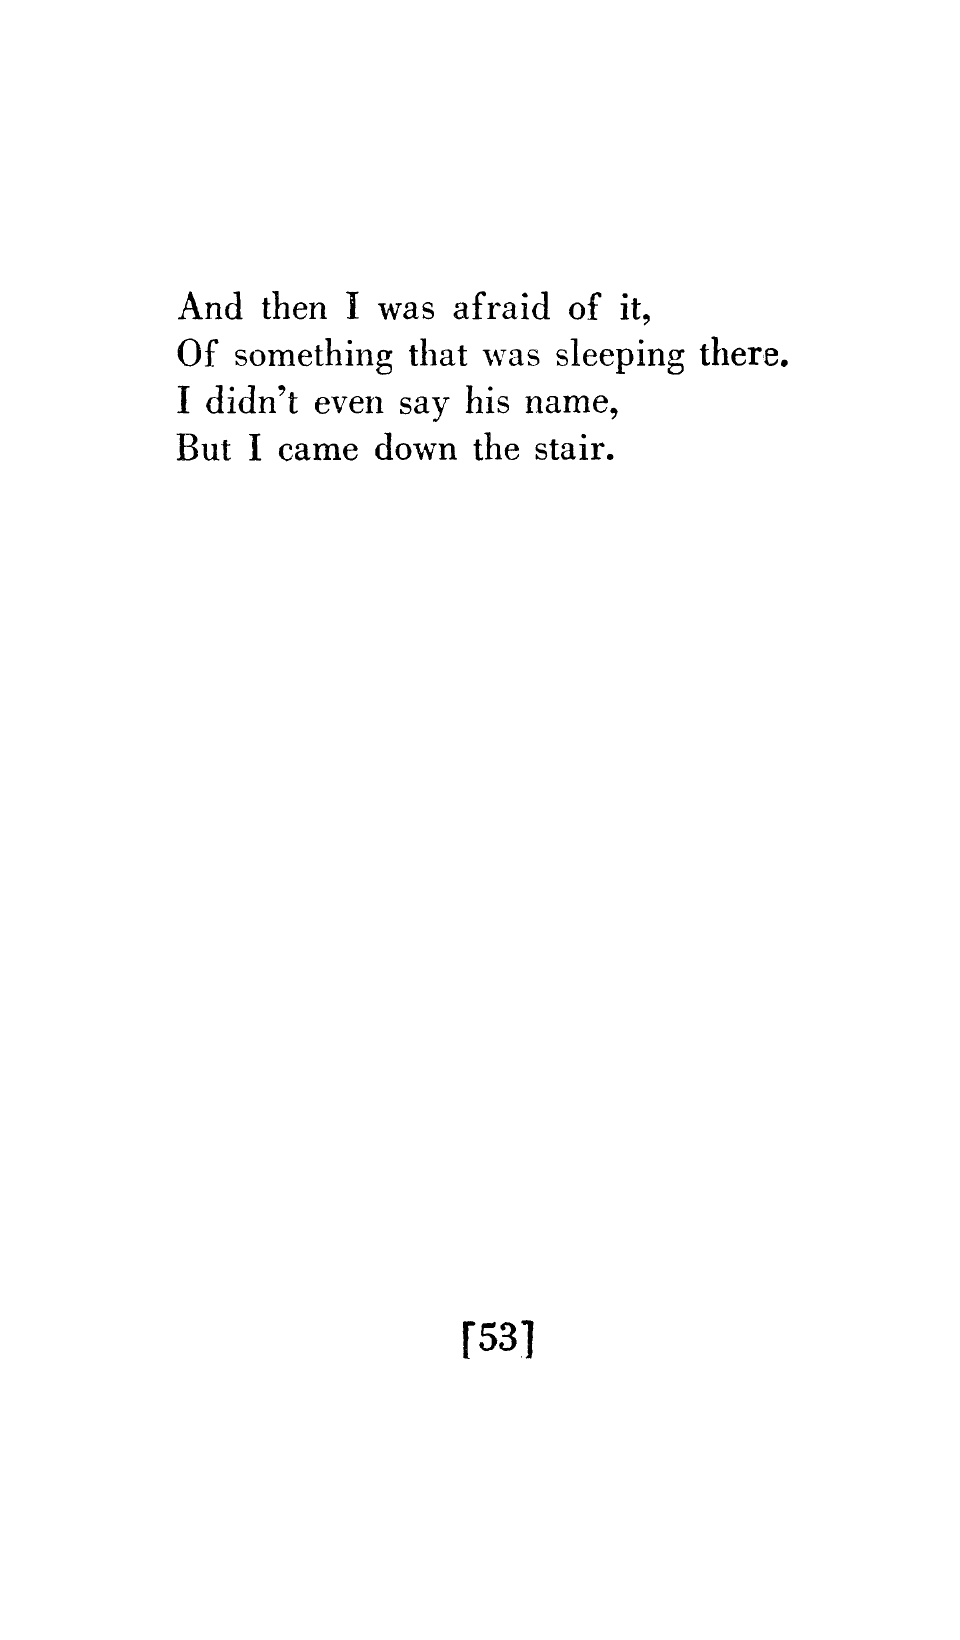 And then I was afraid of it,
Of something that was sleeping there.
I didn't even say his name,
But I came down the stair.
[53]